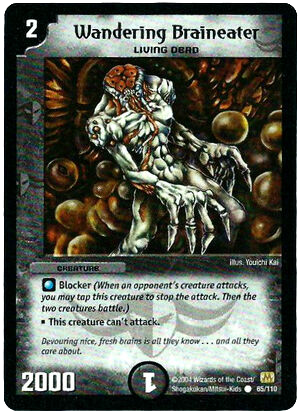 2
Wandering Braineater
LIVING DEAD
illus. Youichi Kai
CREATURE
Blocker (When an opponent's creature attacks,
you may tap this creature to stop the attack. Then the
two creatures battle.)
▪ This creature can't attack.
Devouring nice, fresh brains is all they know . . . and all
they care about.
2000
©2004 Wizards of the Coast/
Shogakukan/Mitsui-Kids
65/110